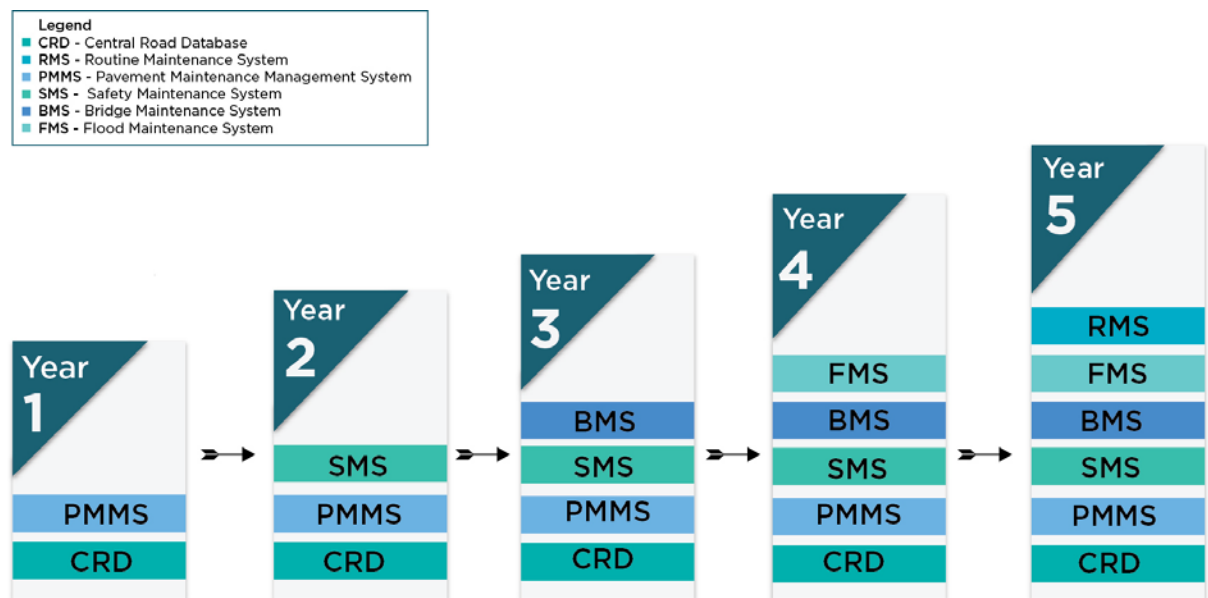 Legend
CRD - Central Road Database
RMS - Routine Maintenance System
PMMS - Pavement Maintenance Management System
SMS - Safety Maintenance System
BMS - Bridge Maintenance System
FMS - Flood Maintenance System
Year
1
PMMS
CRD
Year
2
SMS
PMMS
CRD
Year
3
BMS
SMS
PMMS
CRD
Year
4
FMS
BMS
SMS
PMMS
CRD
Year
5
RMS
FMS
BMS
SMS
PMMS
CRD